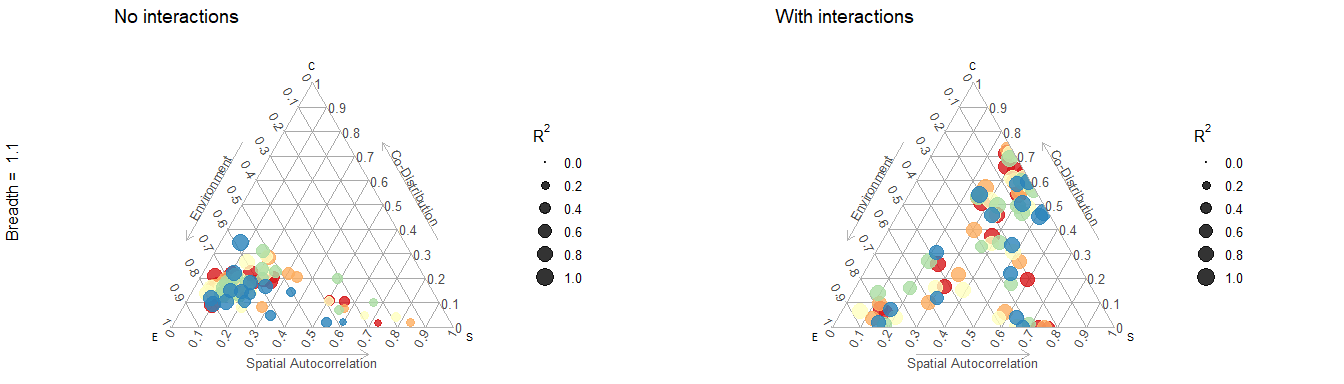 No interactions
With interactions
Breadth = 1.1
C
0 1
0.1 0.9
0.2 0.8
0.3 0.7
0.4 0.6
0.5 0.5
0.6 0.4
0.7 0.3
0.8 0.2
0.9 0.1
1 0
E
S
0 0.1 0.2 0.3 0.4 0.5 0.6 0.7 0.8 0.9 1
Environment
Co-Distribution
Spatial Autocorrelation
R²
0.0
0.2
0.4
0.6
0.8
1.0
C
0 1
0.1 0.9
0.2 0.8
0.3 0.7
0.4 0.6
0.5 0.5
0.6 0.4
0.7 0.3
0.8 0.2
0.9 0.1
1 0
E
S
0 0.1 0.2 0.3 0.4 0.5 0.6 0.7 0.8 0.9 1
Environment
Co-Distribution
Spatial Autocorrelation
R²
0.0
0.2
0.4
0.6
0.8
1.0